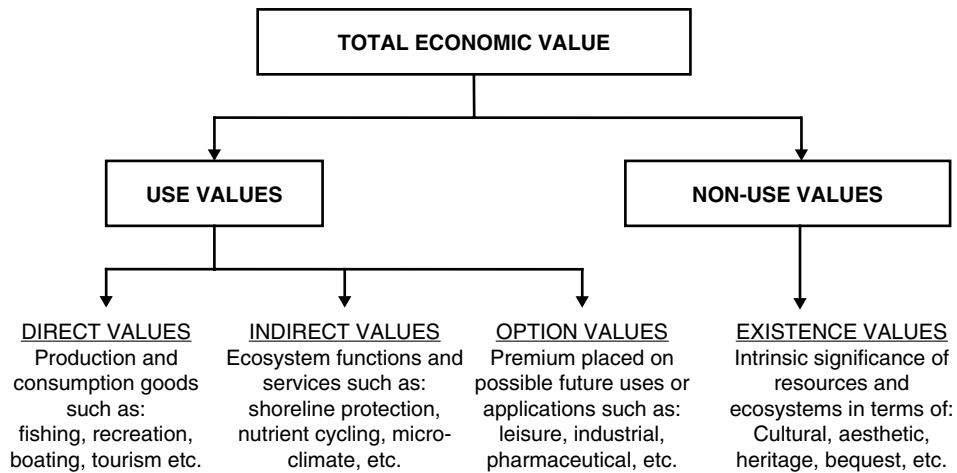 TOTAL ECONOMIC VALUE
USE VALUES
NON-USE VALUES
DIRECT VALUES
Production and
consumption goods
such as:
fishing, recreation,
boating, tourism etc.
INDIRECT VALUES
Ecosystem functions and
services such as:
shoreline protection,
nutrient cycling, micro-
climate, etc.
OPTION VALUES
Premium placed on
possible future uses or
applications such as:
leisure, industrial,
pharmaceutical, etc.
EXISTENCE VALUES
Intrinsic significance of
resources and
ecosystems in terms of:
Cultural, aesthetic,
heritage, bequest, etc.